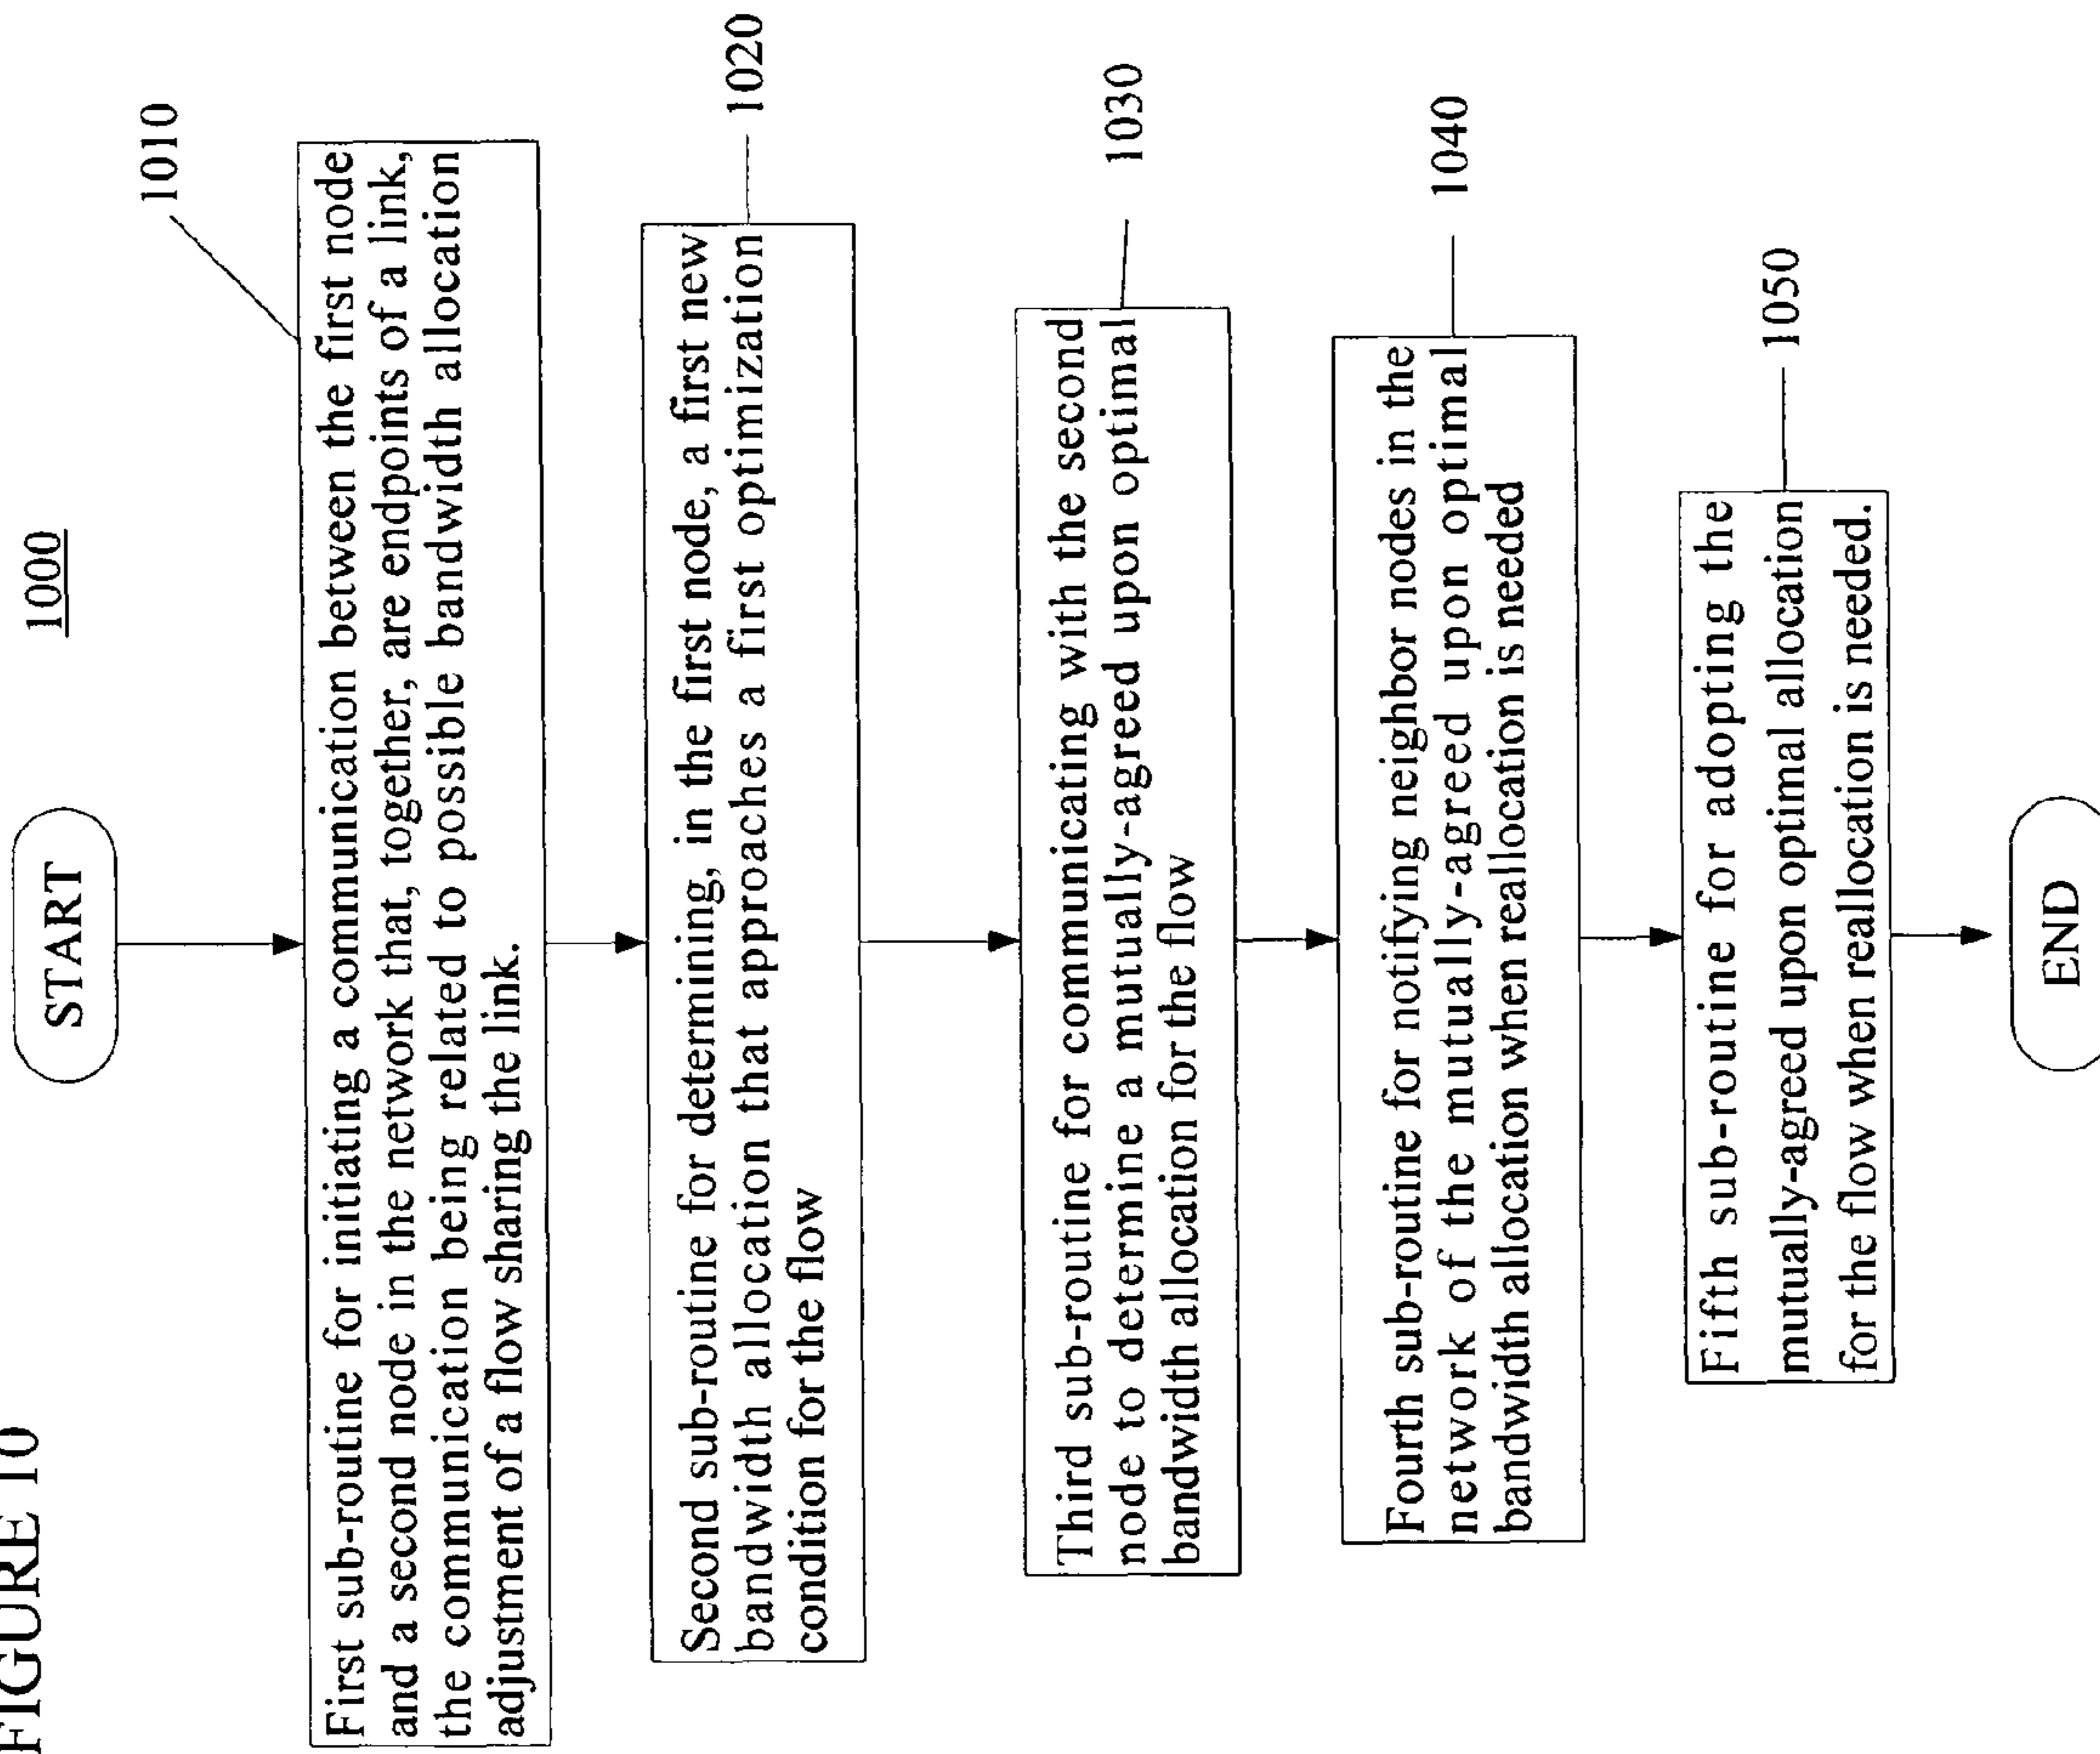 FIGURE 10
1000
START
1010
First sub-routine for initiating a communication between the first node
and a second node in the network that, together, are endpoints of a link,
the communication being related to possible bandwidth allocation
adjustment of a flow sharing the link.
1020
Second sub-routine for determining, in the first node, a first new
bandwidth allocation that approaches a first optimization
condition for the flow
1030
Third sub-routine for communicating with the second
node to determine a mutually-agreed upon optimal
bandwidth allocation for the flow
1040
Fourth sub-routine for notifying neighbor nodes in the
network of the mutually-agreed upon optimal
bandwidth allocation when reallocation is needed
1050
Fifth sub-routine for adopting the
mutually-agreed upon optimal allocation
for the flow when reallocation is needed.
END